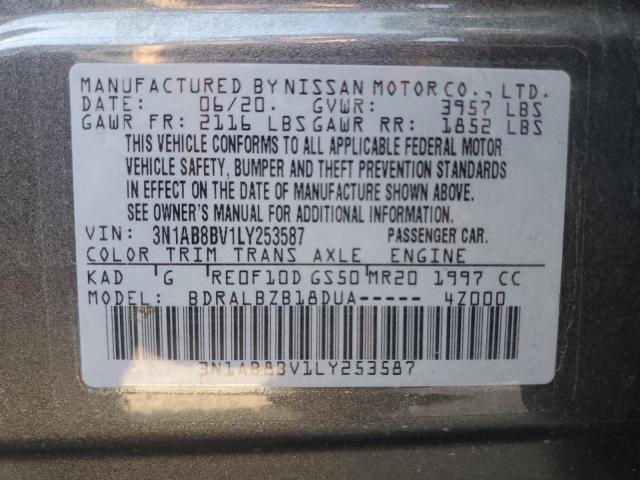 MANUFACTURED BY NISSAN MOTOR CO., LTD.
DATE: 06/20. GVWR: 3957 LBS
GAWR FR: 2116 LBS GAWR RR: 1852 LBS
THIS VEHICLE CONFORMS TO ALL APPLICABLE FEDERAL MOTOR
VEHICLE SAFETY, BUMPER AND THEFT PREVENTION STANDARDS
IN EFFECT ON THE DATE OF MANUFACTURE SHOWN ABOVE.
SEE OWNER'S MANUAL FOR ADDITIONAL INFORMATION.
VIN: 3N1AB8BV1LY253587 PASSENGER CAR.
COLOR TRIM TRANS AXLE ENGINE
KAD G RE0F10D GS50 MR20 1997 CC
MODEL: BDRALBZB18DUA----- 4Z000
3N1AB8BV1LY253587